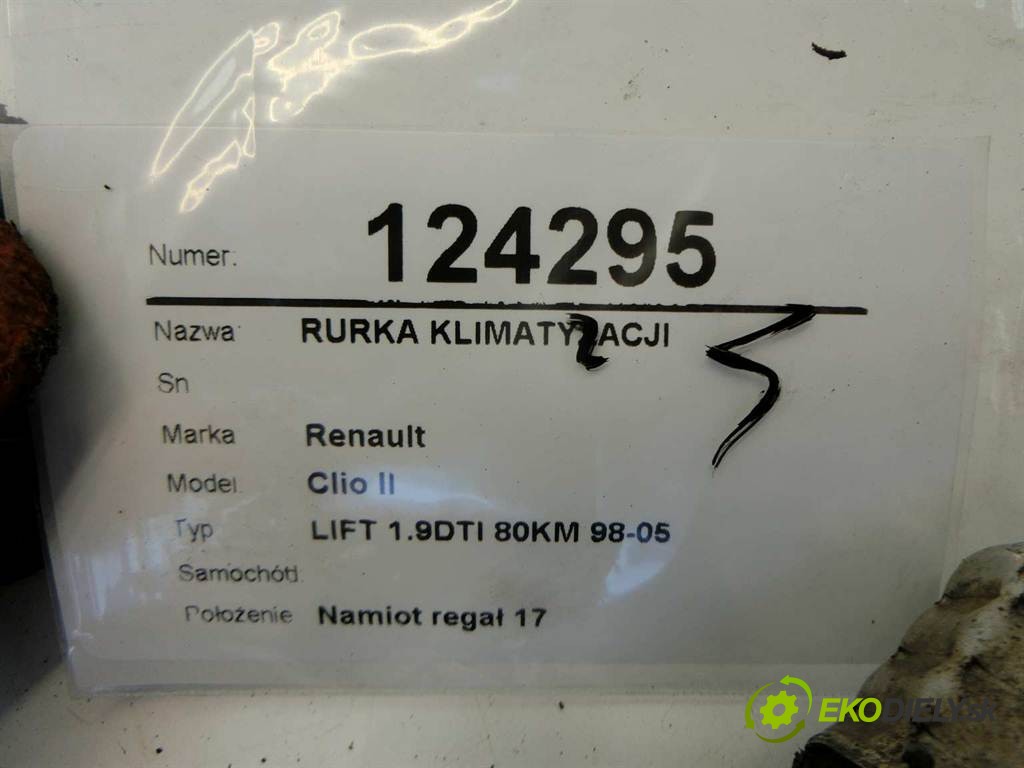 Numer: 124295
Nazwa: RURKA KLIMATYZACJI
Sn
Marka Renault
Model Clio II
Typ LIFT 1.9DTI 80KM 98-05
Samochód
Położenie Namiot regał 17
EKODIELY.sk